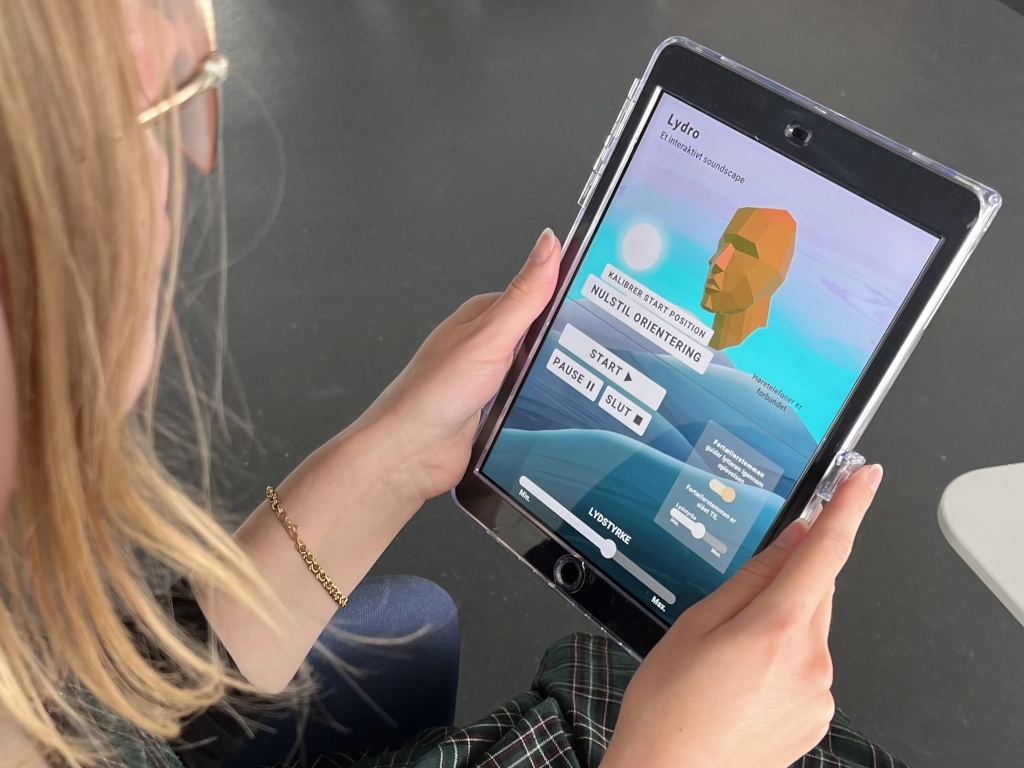 Lydro
Et interaktivt soundscape
KALIBRER START POSITION
NULSTIL ORIENTERING
START
PAUSE
SLUT
Høretelefoner er
forbundet
Fortællerstemmen
guider lytteren igennem
oplevelsen
Fortællerstemmen er
slået TIL
Lydstyrke
Min.
Max.
LYDSTYRKE
Min.
Max.